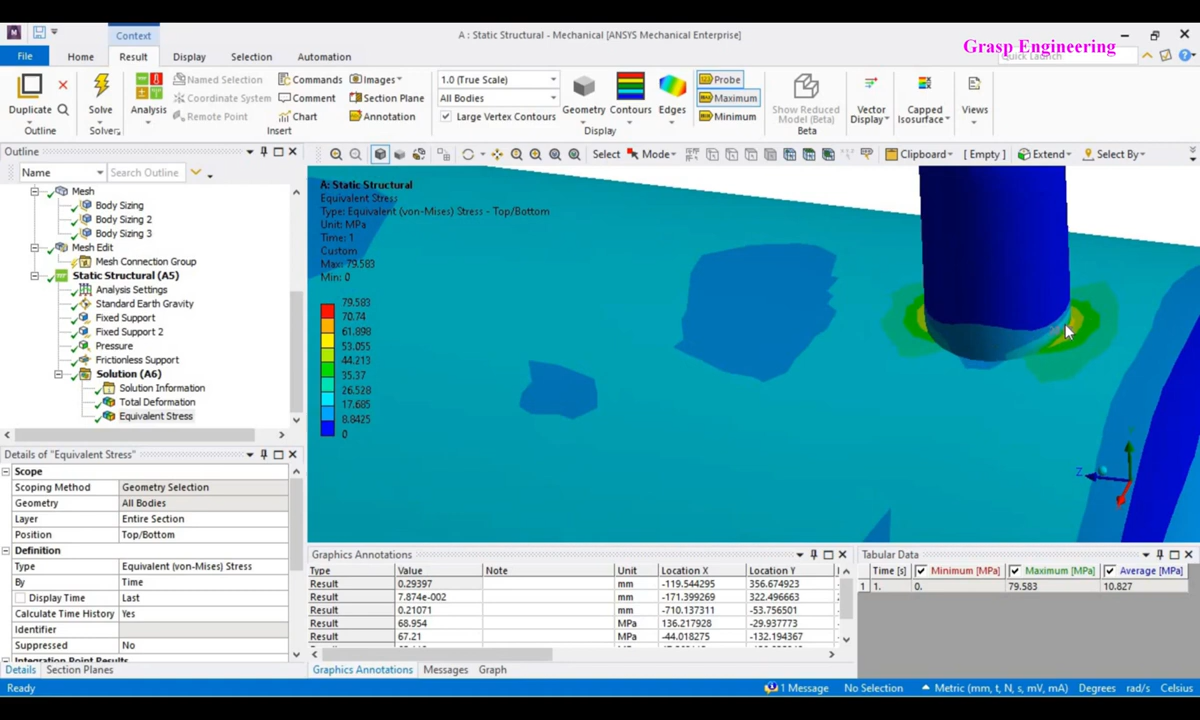 Context
A : Static Structural - Mechanical [ANSYS Mechanical Enterprise]
Grasp Engineering
File Home Result Display Selection Automation
Quick Launch
Duplicate
Outline
Solve
Solver
Analysis
Named Selection
Coordinate System
Remote Point
Commands
Comment
Chart
Images
Section Plane
Annotation
Insert
1.0 (True Scale)
All Bodies
Large Vertex Contours
Geometry
Contours
Edges
Display
Probe
Maximum
Minimum
Show Reduced
Model (Beta)
Beta
Vector
Display
Capped
Isosurface
Views
Outline
Name
Search Outline
Select Mode
Clipboard [ Empty ] Extend Select By
Mesh
Body Sizing
Body Sizing 2
Body Sizing 3
Mesh Edit
Mesh Connection Group
Static Structural (A5)
Analysis Settings
Standard Earth Gravity
Fixed Support
Fixed Support 2
Pressure
Frictionless Support
Solution (A6)
Solution Information
Total Deformation
Equivalent Stress
A: Static Structural
Equivalent Stress
Type: Equivalent (von-Mises) Stress - Top/Bottom
Unit: MPa
Time: 1
Custom
Max: 79.583
Min: 0
79.583
70.74
61.898
53.055
44.213
35.37
26.528
17.685
8.8425
0
Z
Details of "Equivalent Stress"
Scope
Scoping Method Geometry Selection
Geometry All Bodies
Layer Entire Section
Position Top/Bottom
Definition
Type Equivalent (von-Mises) Stress
By Time
Display Time Last
Calculate Time History Yes
Identifier
Suppressed No
Integration Point Results
Details Section Planes
Graphics Annotations
Type Value Note Unit Location X Location Y
Result 0.29397 mm -119.544295 356.674923
Result 7.874e-002 mm -171.399269 322.496663
Result 0.21071 mm -710.137311 -53.756501
Result 68.954 MPa 136.217928 -29.937773
Result 67.21 MPa -44.018275 -132.194367
Graphics Annotations Messages Graph
Tabular Data
Time [s] Minimum [MPa] Maximum [MPa] Average [MPa]
1 1. 0. 79.583 10.827
Ready
1 Message No Selection Metric (mm, t, N, s, mV, mA) Degrees rad/s Celsius